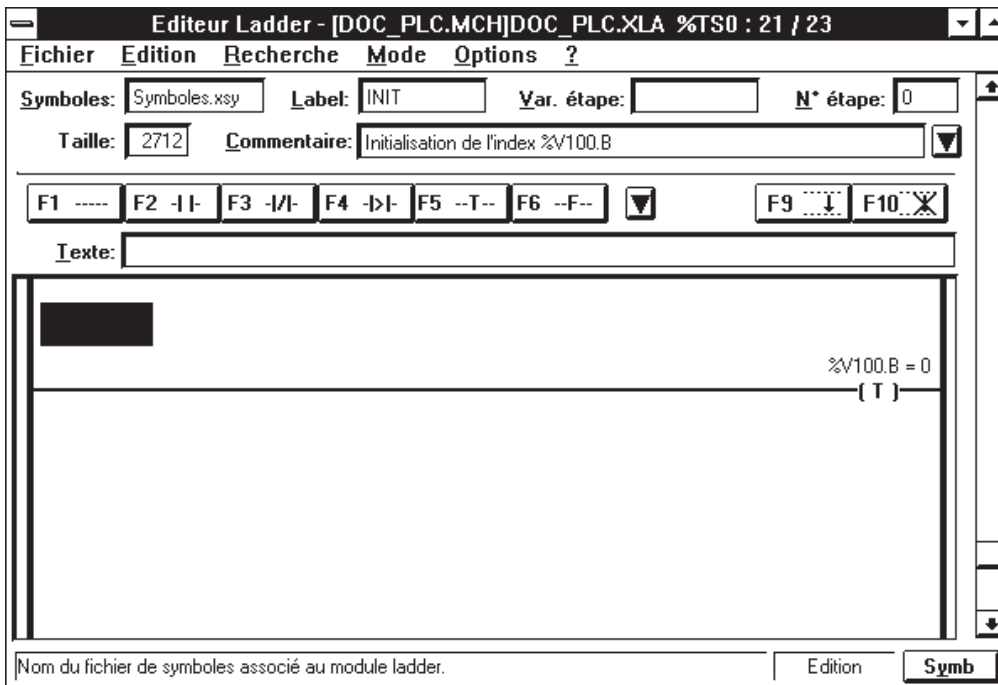 Editeur Ladder - [DOC_PLC.MCH]DOC_PLC.XLA %TS0 : 21 / 23
Fichier Edition Recherche Mode Options ?
Symboles: Symboles.xsy Label: INIT Var. étape: N° étape: 0
Taille: 2712 Commentaire: Initialisation de l'index %V100.B
F1 ----- F2 -| |- F3 -|/|- F4 -|>|- F5 --T-- F6 --F-- F9 F10
Texte:
%V100.B = 0
( T )
Nom du fichier de symboles associé au module ladder. Edition Symb